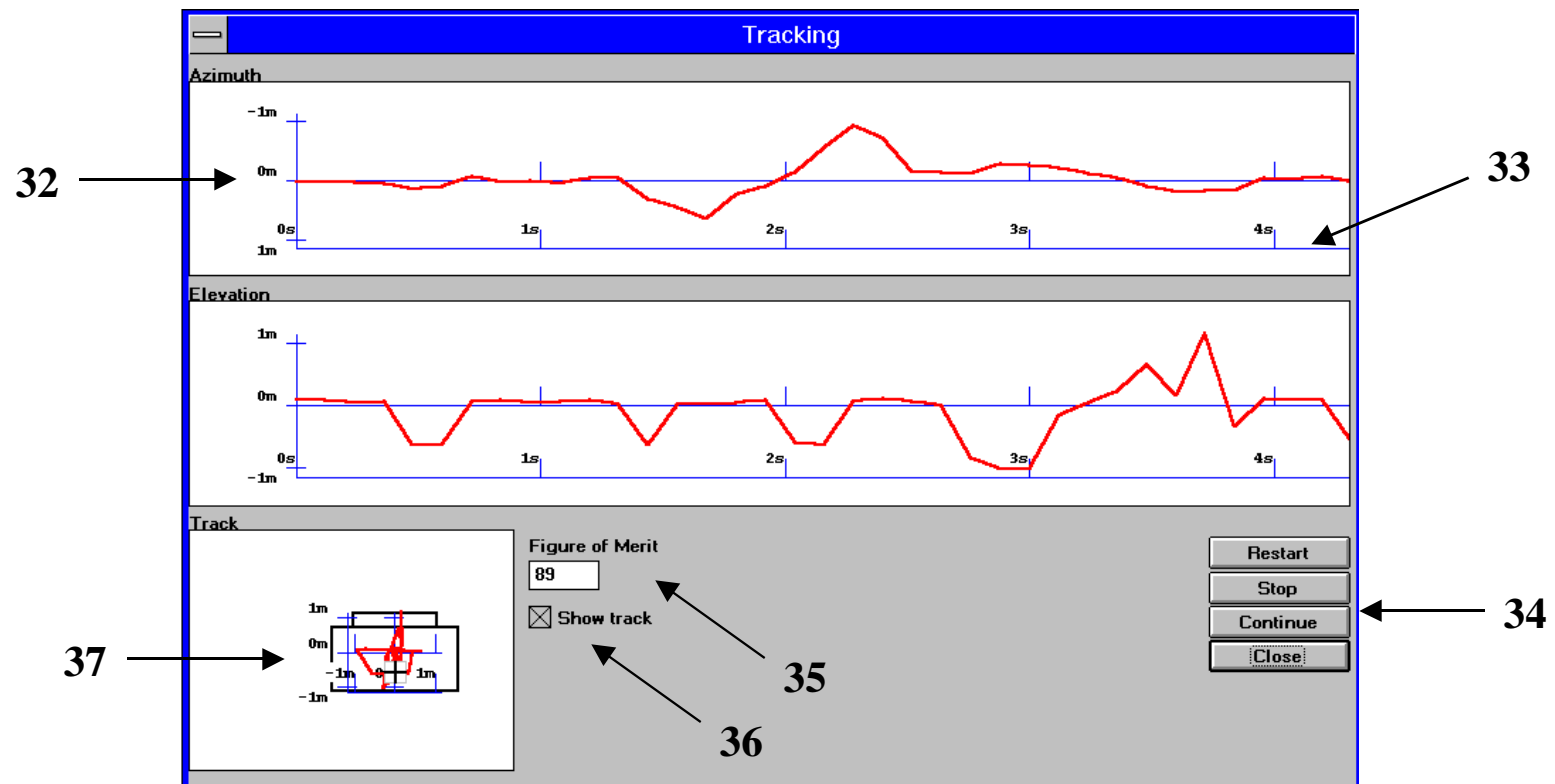 Tracking
Azimuth
-1m
0m
0s
1s
2s
3s
4s
1m
32
33
Elevation
1m
0m
0s
1s
2s
3s
4s
-1m
Track
1m
0m
-1m
0
1m
-1m
37
Figure of Merit
89
Show track
35
36
Restart
Stop
Continue
Close
34